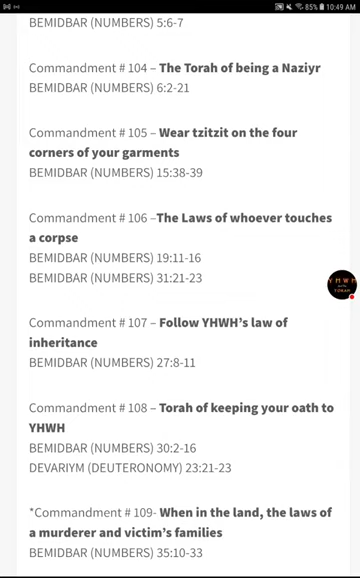 85% 10:49 AM
BEMIDBAR (NUMBERS) 5:6-7
Commandment # 104 – The Torah of being a Naziyr
BEMIDBAR (NUMBERS) 6:2-21
Commandment # 105 – Wear tzitzit on the four
corners of your garments
BEMIDBAR (NUMBERS) 15:38-39
Commandment # 106 –The Laws of whoever touches
a corpse
BEMIDBAR (NUMBERS) 19:11-16
BEMIDBAR (NUMBERS) 31:21-23
Commandment # 107 – Follow YHWH’s law of
inheritance
BEMIDBAR (NUMBERS) 27:8-11
Commandment # 108 – Torah of keeping your oath to
YHWH
BEMIDBAR (NUMBERS) 30:2-16
DEVARIYM (DEUTERONOMY) 23:21-23
*Commandment # 109- When in the land, the laws of
a murderer and victim’s families
BEMIDBAR (NUMBERS) 35:10-33